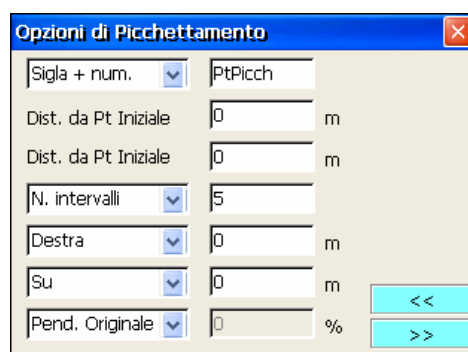 Opzioni di Picchettamento
Sigla + num. PtPicch
Dist. da Pt Iniziale 0 m
Dist. da Pt Iniziale 0 m
N. intervalli 5
Destra 0 m
Su 0 m
<<
Pend. Originale 0 %
>>